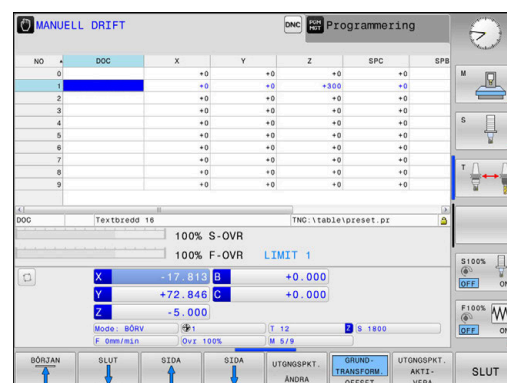 MANUELL DRIFT DNC PGM MGT Programmering
NO DOC X Y Z SPC SPB
0 +0 +0 +0 +0
1 +0 +0 +300 +0
2 +0 +0 +0 +0
3 +0 +0 +0 +0
4 +0 +0 +0 +0
5 +0 +0 +0 +0
6 +0 +0 +0 +0
7 +0 +0 +0 +0
8 +0 +0 +0 +0
9 +0 +0 +0 +0
DOC Textbredd 16 TNC:\table\preset.pr
100% S-OVR
100% F-OVR LIMIT 1
X -17.813 B +0.000
Y +72.846 C +0.000
Z -5.000
Mode: BÖRV 1 T 12 Z S 1800
F 0mm/min Ovr 100% M 5/9
BÖRJAN SLUT SIDA SIDA UTGNGSPKT. ÄNDRA GRUND- TRANSFORM. OFFSET UTGNGSPKT. AKTI- VERA SLUT
M
S
T
S100%
OFF ON
F100%
OFF ON